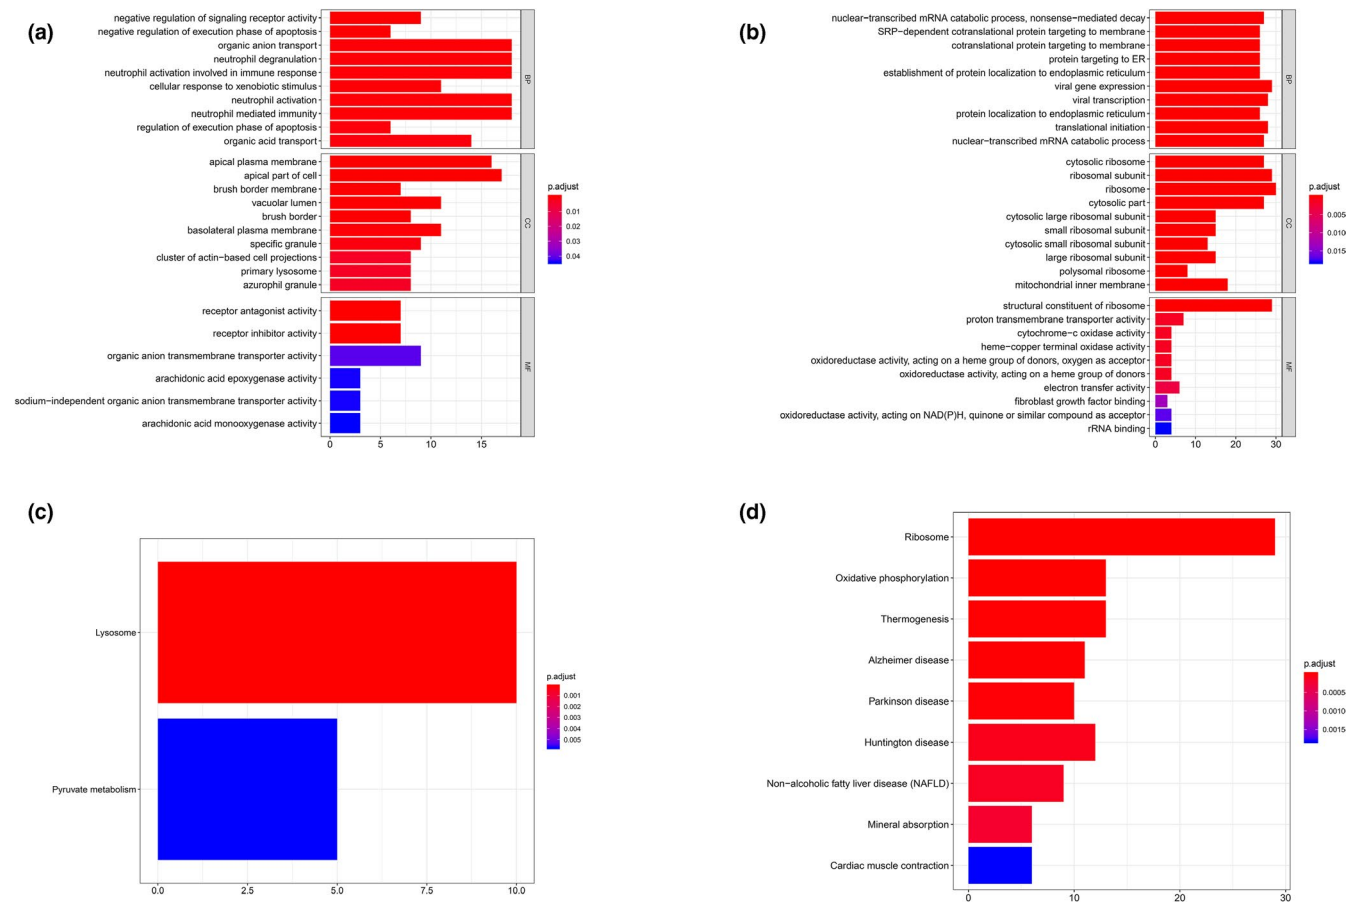 (a)
negative regulation of signaling receptor activity
negative regulation of execution phase of apoptosis
organic anion transport
neutrophil degranulation
neutrophil activation involved in immune response
cellular response to xenobiotic stimulus
neutrophil activation
neutrophil mediated immunity
regulation of execution phase of apoptosis
organic acid transport
BP
apical plasma membrane
apical part of cell
brush border membrane
vacuolar lumen
brush border
basolateral plasma membrane
specific granule
cluster of actin−based cell projections
primary lysosome
azurophil granule
CC
receptor antagonist activity
receptor inhibitor activity
organic anion transmembrane transporter activity
arachidonic acid epoxygenase activity
sodium−independent organic anion transmembrane transporter activity
arachidonic acid monooxygenase activity
MF
0 5 10 15
p.adjust
0.01
0.02
0.03
0.04
(b)
nuclear−transcribed mRNA catabolic process, nonsense−mediated decay
SRP−dependent cotranslational protein targeting to membrane
cotranslational protein targeting to membrane
protein targeting to ER
establishment of protein localization to endoplasmic reticulum
viral gene expression
viral transcription
protein localization to endoplasmic reticulum
translational initiation
nuclear−transcribed mRNA catabolic process
BP
cytosolic ribosome
ribosomal subunit
ribosome
cytosolic part
cytosolic large ribosomal subunit
small ribosomal subunit
cytosolic small ribosomal subunit
large ribosomal subunit
polysomal ribosome
mitochondrial inner membrane
CC
structural constituent of ribosome
proton transmembrane transporter activity
cytochrome−c oxidase activity
heme−copper terminal oxidase activity
oxidoreductase activity, acting on a heme group of donors, oxygen as acceptor
oxidoreductase activity, acting on a heme group of donors
electron transfer activity
fibroblast growth factor binding
oxidoreductase activity, acting on NAD(P)H, quinone or similar compound as acceptor
rRNA binding
MF
0 10 20 30
p.adjust
0.005
0.010
0.015
(c)
Lysosome
Pyruvate metabolism
0.0 2.5 5.0 7.5 10.0
p.adjust
0.001
0.002
0.003
0.004
0.005
(d)
Ribosome
Oxidative phosphorylation
Thermogenesis
Alzheimer disease
Parkinson disease
Huntington disease
Non−alcoholic fatty liver disease (NAFLD)
Mineral absorption
Cardiac muscle contraction
0 10 20 30
p.adjust
0.0005
0.0010
0.0015